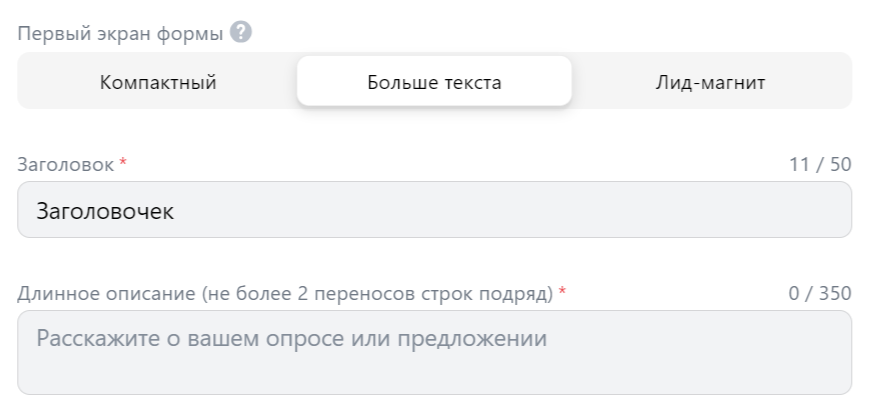 Первый экран формы ?
Компактный Больше текста Лид-магнит
Заголовок * 11 / 50
Заголовочек
Длинное описание (не более 2 переносов строк подряд) * 0 / 350
Расскажите о вашем опросе или предложении